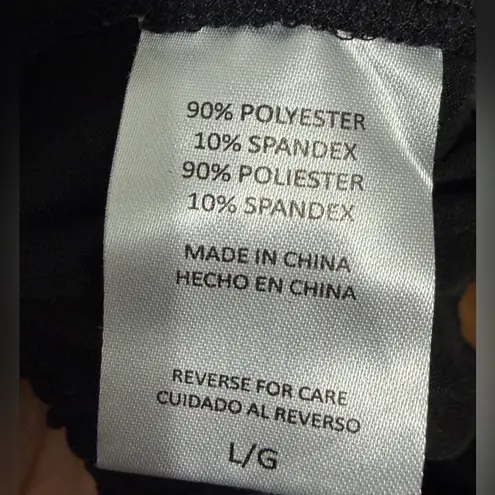 90% POLYESTER
10% SPANDEX
90% POLIESTER
10% SPANDEX
MADE IN CHINA
HECHO EN CHINA
REVERSE FOR CARE
CUIDADO AL REVERSO
L/G